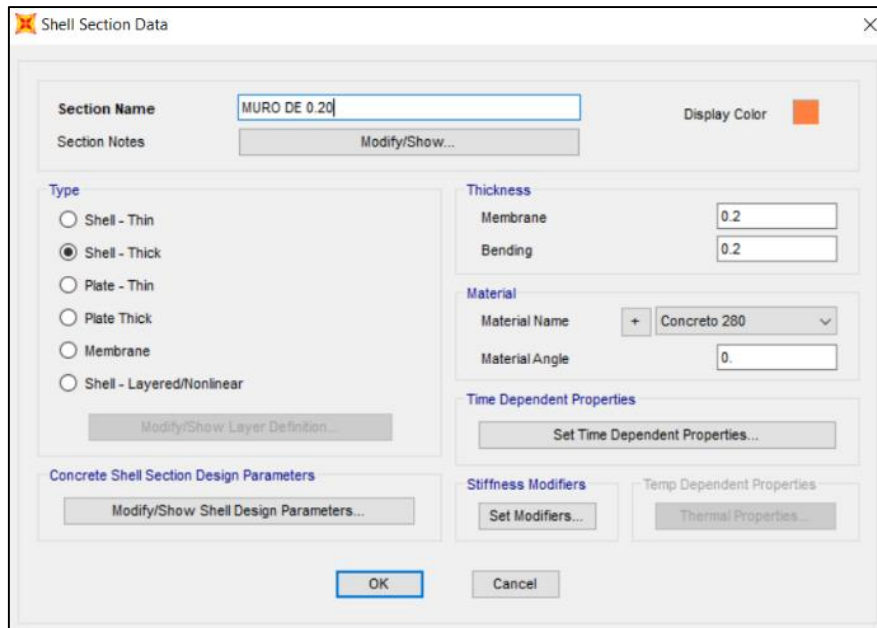 Shell Section Data
Section Name
MURO DE 0.20
Display Color
Section Notes
Modify/Show...
Type
Shell - Thin
Shell - Thick
Plate - Thin
Plate Thick
Membrane
Shell - Layered/Nonlinear
Modify/Show Layer Definition...
Thickness
Membrane
0.2
Bending
0.2
Material
Material Name
+
Concreto 280
Material Angle
0.
Time Dependent Properties
Set Time Dependent Properties...
Concrete Shell Section Design Parameters
Modify/Show Shell Design Parameters...
Stiffness Modifiers
Set Modifiers...
Temp Dependent Properties
Thermal Properties...
OK
Cancel